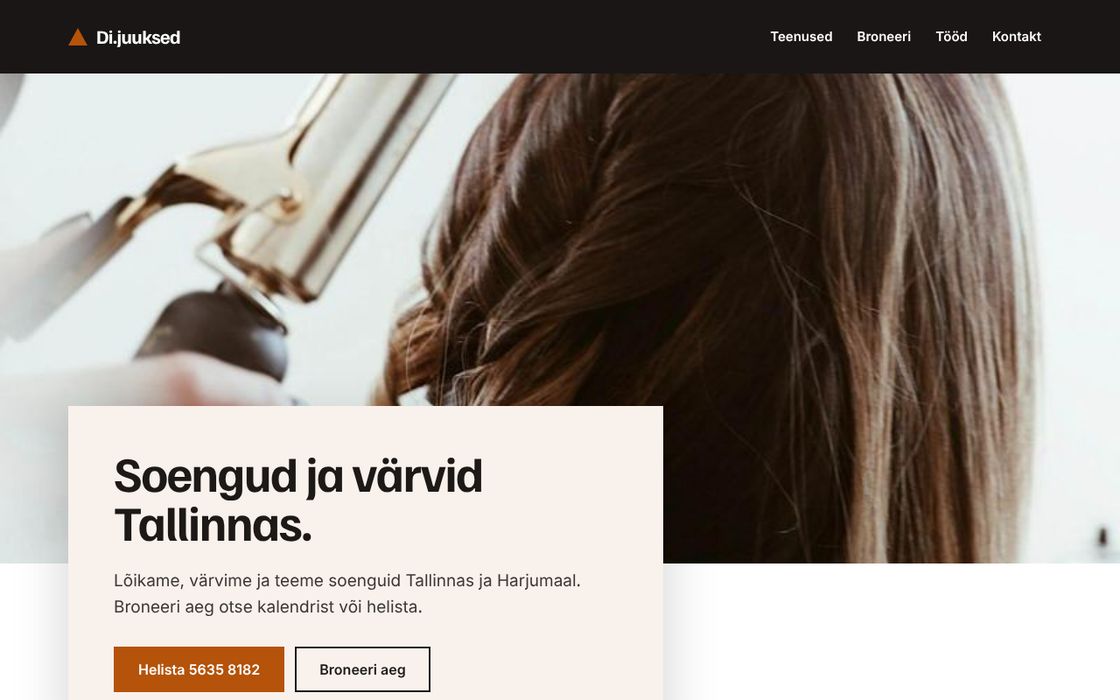 Di.juuksed
Teenused Broneeri Tööd Kontakt
Soengud ja värvid
Tallinnas.
Lõikame, värvime ja teeme soenguid Tallinnas ja Harjumaal.
Broneeri aeg otse kalendrist või helista.
Helista 5635 8182 Broneeri aeg